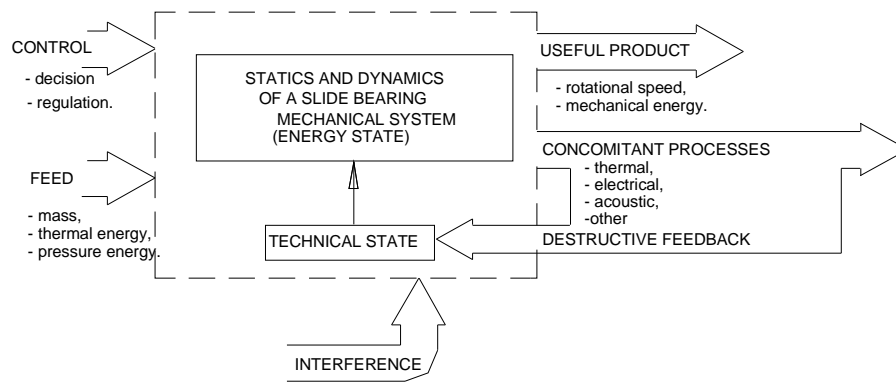 CONTROL
- decision
- regulation.
FEED
- mass,
- thermal energy,
- pressure energy.
STATICS AND DYNAMICS
OF A SLIDE BEARING
MECHANICAL SYSTEM
(ENERGY STATE)
TECHNICAL STATE
USEFUL PRODUCT
- rotational speed,
- mechanical energy.
CONCOMITANT PROCESSES
- thermal,
- electrical,
- acoustic,
-other
DESTRUCTIVE FEEDBACK
INTERFERENCE